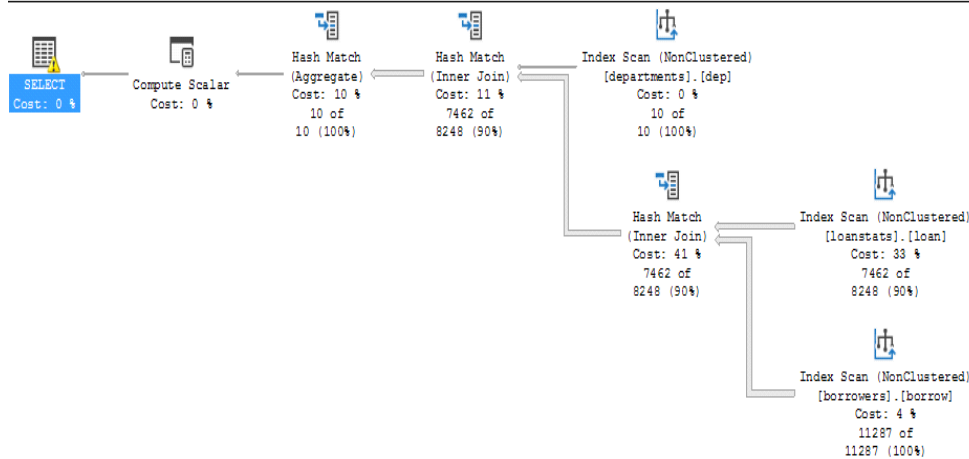 SELECT
Cost: 0 %
Compute Scalar
Cost: 0 %
Hash Match
(Aggregate)
Cost: 10 %
10 of
10 (100%)
Hash Match
(Inner Join)
Cost: 11 %
7462 of
8248 (90%)
Index Scan (NonClustered)
[departments].[dep]
Cost: 0 %
10 of
10 (100%)
Hash Match
(Inner Join)
Cost: 41 %
7462 of
8248 (90%)
Index Scan (NonClustered)
[loanstats].[loan]
Cost: 33 %
7462 of
8248 (90%)
Index Scan (NonClustered)
[borrowers].[borrow]
Cost: 4 %
11287 of
11287 (100%)